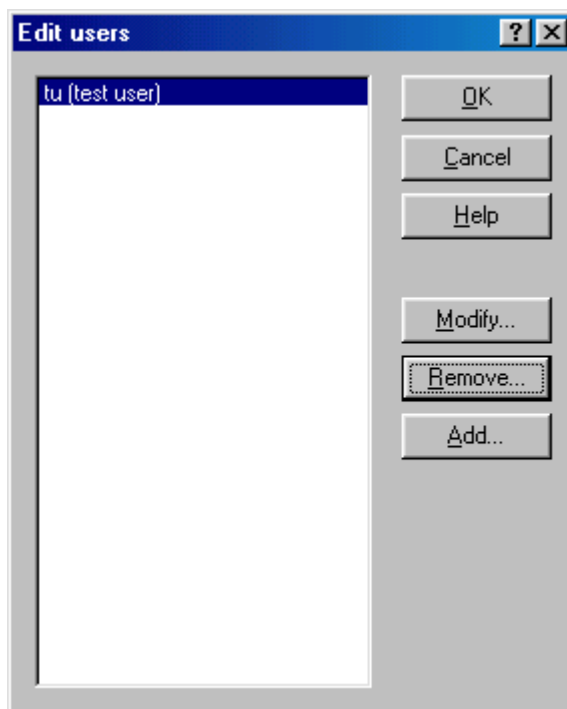 Edit users
tu (test user)
OK
Cancel
Help
Modify...
Remove...
Add...